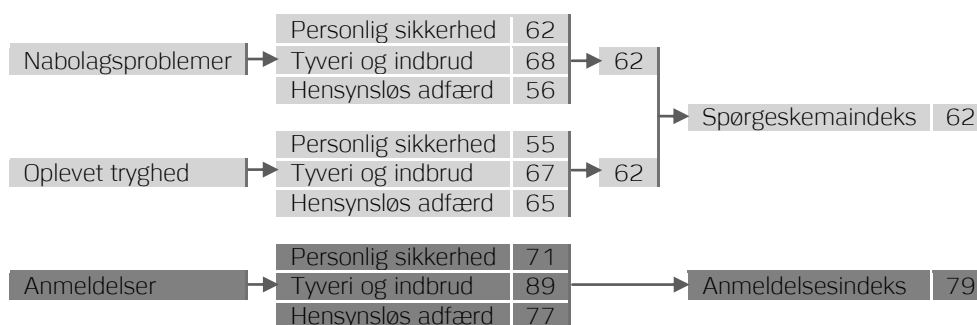 Personlig sikkerhed 62
Nabolagsproblemer Tyveri og indbrud 68 62
Hensynsløs adfærd 56
Spørgeskemaindeks 62
Personlig sikkerhed 55
Oplevet tryghed Tyveri og indbrud 67 62
Hensynsløs adfærd 65
Personlig sikkerhed 71
Anmeldelser Tyveri og indbrud 89 Anmeldelsesindeks 79
Hensynsløs adfærd 77